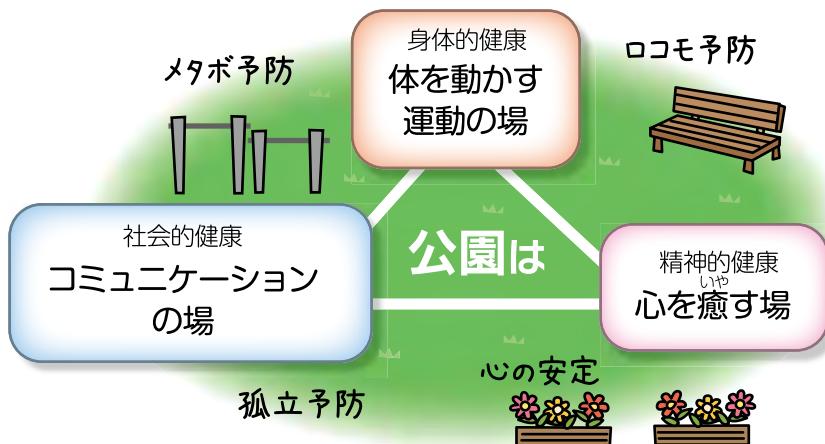 身体的健康
体を動かす
運動の場
メタボ予防
ロコモ予防
社会的健康
コミュニケーション
の場
公園は
精神的健康
いや
心を癒す場
心の安定
孤立予防